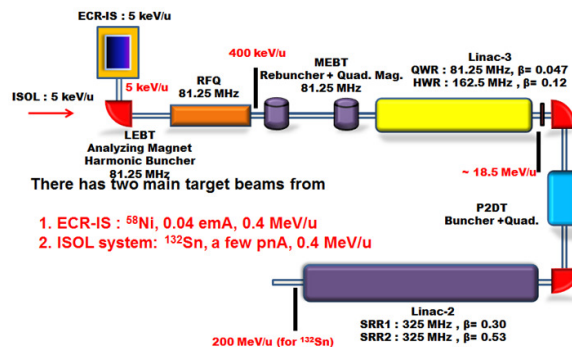 ECR-IS : 5 keV/u
ISOL : 5 keV/u
5 keV/u
LEBT
Analyzing Magnet
Harmonic Buncher
81.25 MHz
RFQ
81.25 MHz
400 keV/u
MEBT
Rebuncher + Quad. Mag.
81.25 MHz
Linac-3
QWR : 81.25 MHz, β= 0.047
HWR : 162.5 MHz , β= 0.12
~ 18.5 MeV/u
P2DT
Buncher +Quad.
There has two main target beams from
1. ECR-IS : ⁵⁸Ni, 0.04 emA, 0.4 MeV/u
2. ISOL system: ¹³²Sn, a few pnA, 0.4 MeV/u
Linac-2
SRR1 : 325 MHz , β= 0.30
SRR2 : 325 MHz , β= 0.53
200 MeV/u (for ¹³²Sn)